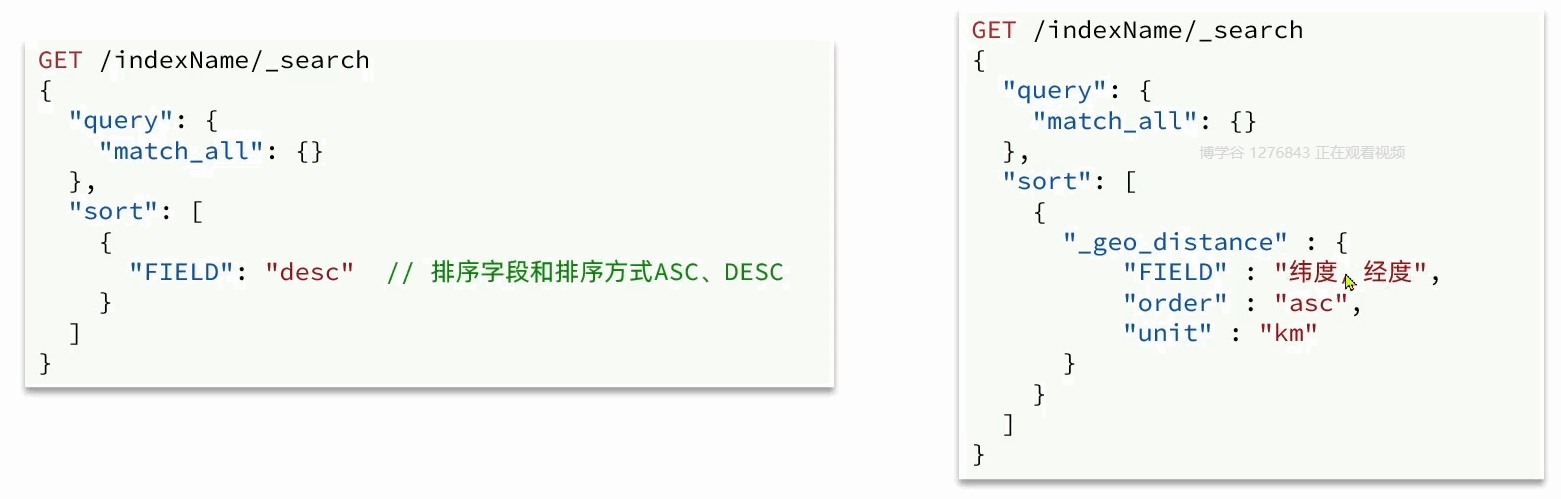 GET /indexName/_search
{
  "query": {
    "match_all": {}
  },
  "sort": [
    {
      "FIELD": "desc"  // 排序字段和排序方式ASC、DESC
    }
  ]
}
GET /indexName/_search
{
  "query": {
    "match_all": {}
博学谷 1276843 正在观看视频
  },
  "sort": [
    {
      "_geo_distance" : {
          "FIELD" : "纬度，经度",
          "order" : "asc",
          "unit" : "km"
      }
    }
  ]
}